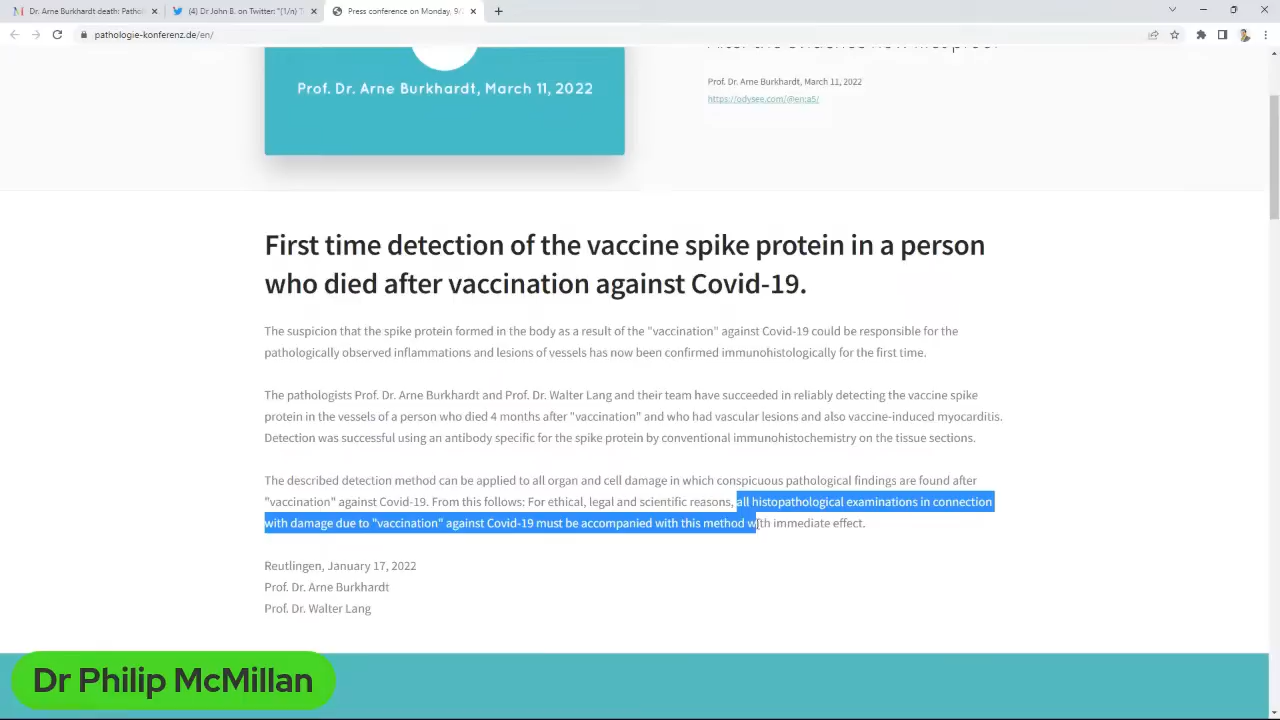 Dr. Arne Burkhardt death: Pathol
Dr John B. on Twitter: "(1/n) T
Press conference on Monday, 9/
pathologie-konferenz.de/en/
Prof. Dr. Arne Burkhardt, March 11, 2022
Prof. Dr. Arne Burkhardt, March 11, 2022
https://odysee.com/@en:a5/
First time detection of the vaccine spike protein in a person
who died after vaccination against Covid-19.
The suspicion that the spike protein formed in the body as a result of the "vaccination" against Covid-19 could be responsible for the
pathologically observed inflammations and lesions of vessels has now been confirmed immunohistologically for the first time.
The pathologists Prof. Dr. Arne Burkhardt and Prof. Dr. Walter Lang and their team have succeeded in reliably detecting the vaccine spike
protein in the vessels of a person who died 4 months after "vaccination" and who had vascular lesions and also vaccine-induced myocarditis.
Detection was successful using an antibody specific for the spike protein by conventional immunohistochemistry on the tissue sections.
The described detection method can be applied to all organ and cell damage in which conspicuous pathological findings are found after
"vaccination" against Covid-19. From this follows: For ethical, legal and scientific reasons, all histopathological examinations in connection
with damage due to "vaccination" against Covid-19 must be accompanied with this method with immediate effect.
Reutlingen, January 17, 2022
Prof. Dr. Arne Burkhardt
Prof. Dr. Walter Lang
Dr Philip McMillan